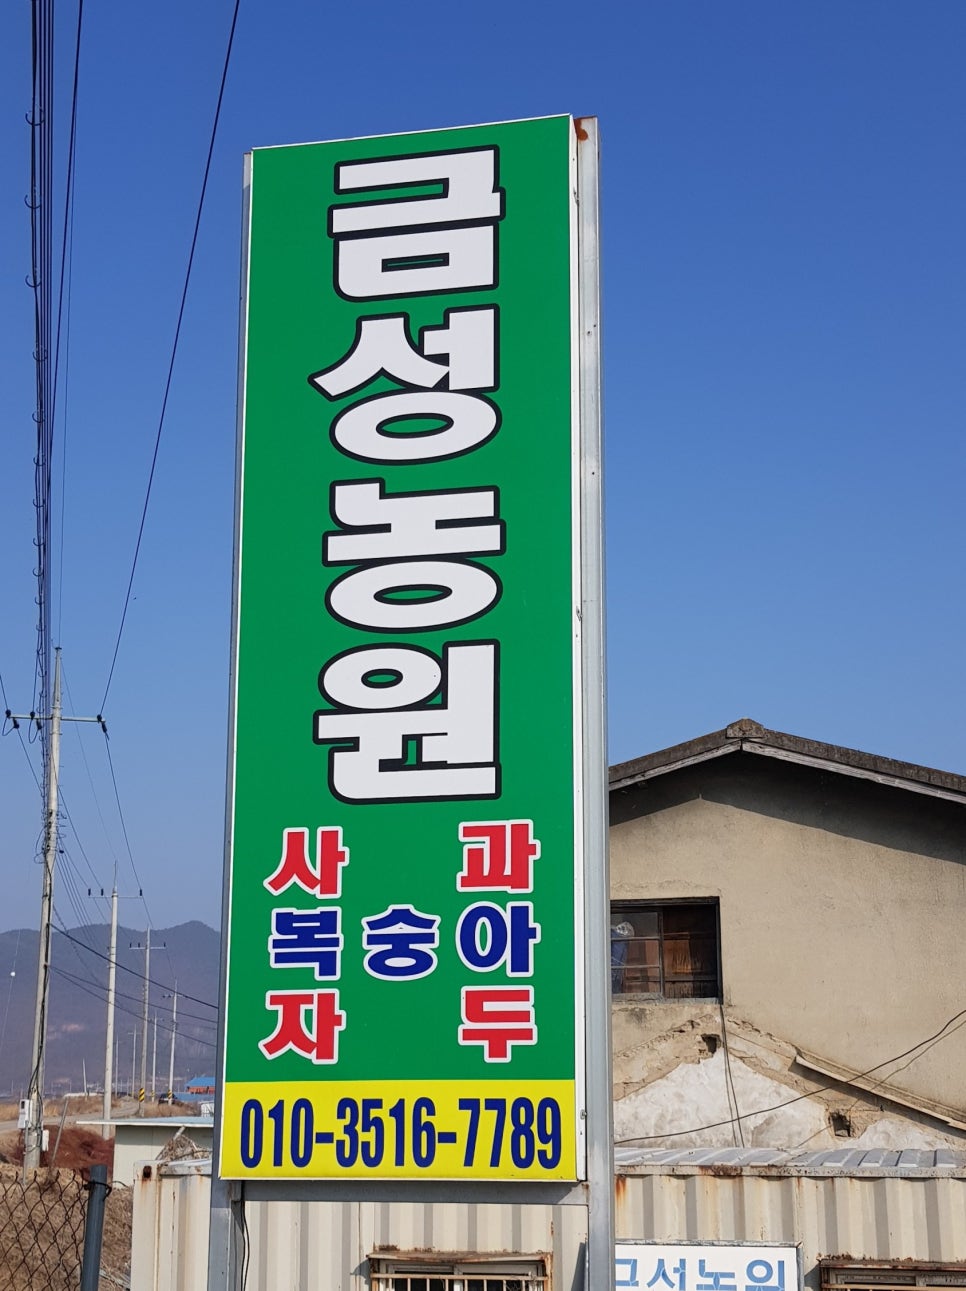 금성농원
사과
복숭아
자두
010-3516-7789